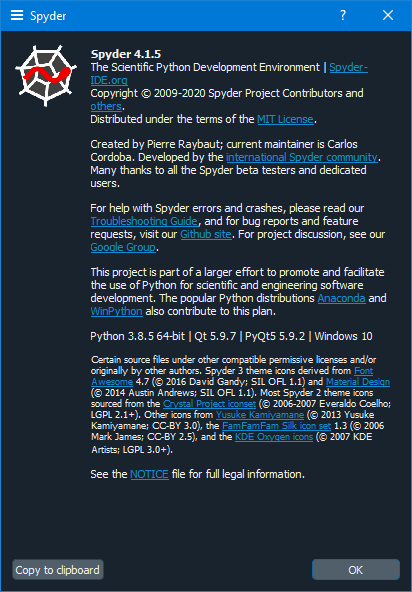 Spyder
?
Spyder 4.1.5
The Scientific Python Development Environment | Spyder-
IDE.org
Copyright © 2009-2020 Spyder Project Contributors and
others.
Distributed under the terms of the MIT License.
Created by Pierre Raybaut; current maintainer is Carlos
Cordoba. Developed by the international Spyder community.
Many thanks to all the Spyder beta testers and dedicated
users.
For help with Spyder errors and crashes, please read our
Troubleshooting Guide, and for bug reports and feature
requests, visit our Github site. For project discussion, see our
Google Group.
This project is part of a larger effort to promote and facilitate
the use of Python for scientific and engineering software
development. The popular Python distributions Anaconda and
WinPython also contribute to this plan.
Python 3.8.5 64-bit | Qt 5.9.7 | PyQt5 5.9.2 | Windows 10
Certain source files under other compatible permissive licenses and/or
originally by other authors. Spyder 3 theme icons derived from Font
Awesome 4.7 (© 2016 David Gandy; SIL OFL 1.1) and Material Design
(© 2014 Austin Andrews; SIL OFL 1.1). Most Spyder 2 theme icons
sourced from the Crystal Project iconset (© 2006-2007 Everaldo Coelho;
LGPL 2.1+). Other icons from Yusuke Kamiyamane (© 2013 Yusuke
Kamiyamane; CC-BY 3.0), the FamFamFam Silk icon set 1.3 (© 2006
Mark James; CC-BY 2.5), and the KDE Oxygen icons (© 2007 KDE
Artists; LGPL 3.0+).
See the NOTICE file for full legal information.
Copy to clipboard
OK